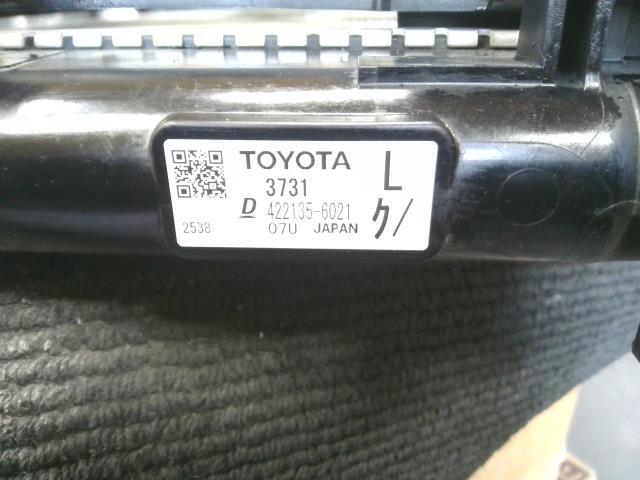 TOYOTA L
3731
D 422135-6021 ク/
2538 07U JAPAN